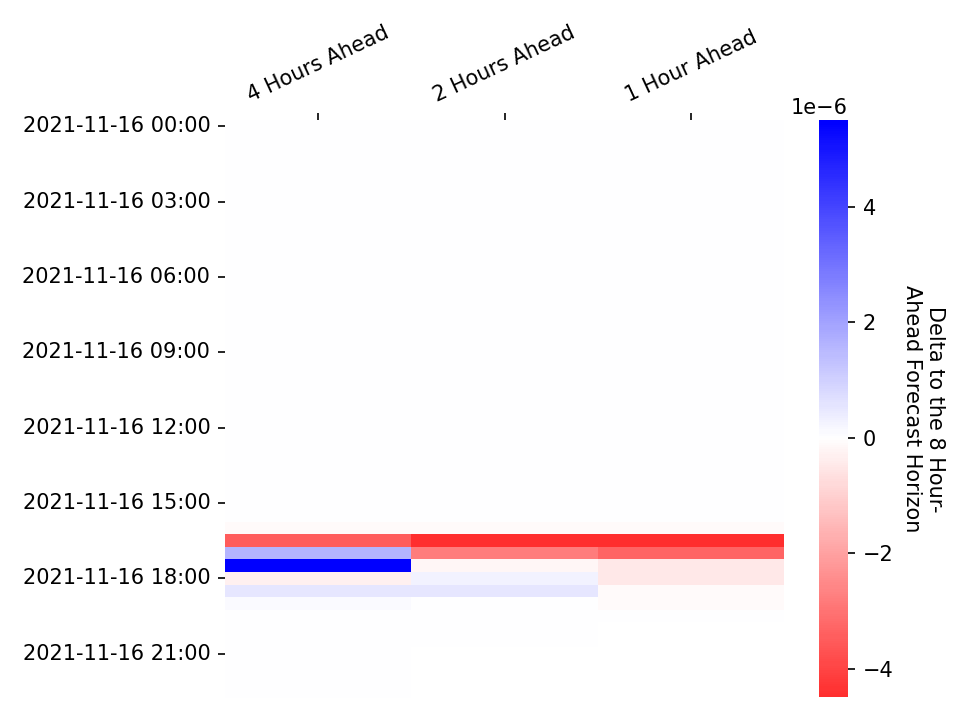 4 Hours Ahead
2 Hours Ahead
1 Hour Ahead
1e−6
2021-11-16 00:00
2021-11-16 03:00
2021-11-16 06:00
2021-11-16 09:00
2021-11-16 12:00
2021-11-16 15:00
2021-11-16 18:00
2021-11-16 21:00
4
2
0
−2
−4
Delta to the 8 Hour-
Ahead Forecast Horizon